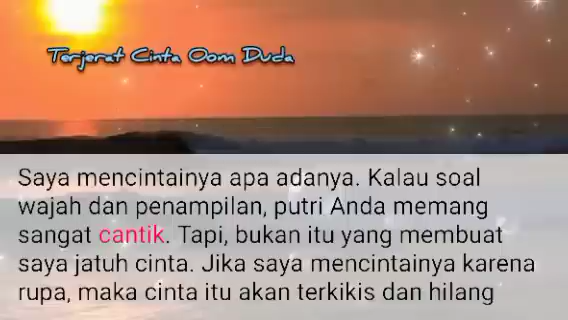 Terjerat Cinta Oom Duda
Saya mencintainya apa adanya. Kalau soal
wajah dan penampilan, putri Anda memang
sangat cantik. Tapi, bukan itu yang membuat
saya jatuh cinta. Jika saya mencintainya karena
rupa, maka cinta itu akan terkikis dan hilang